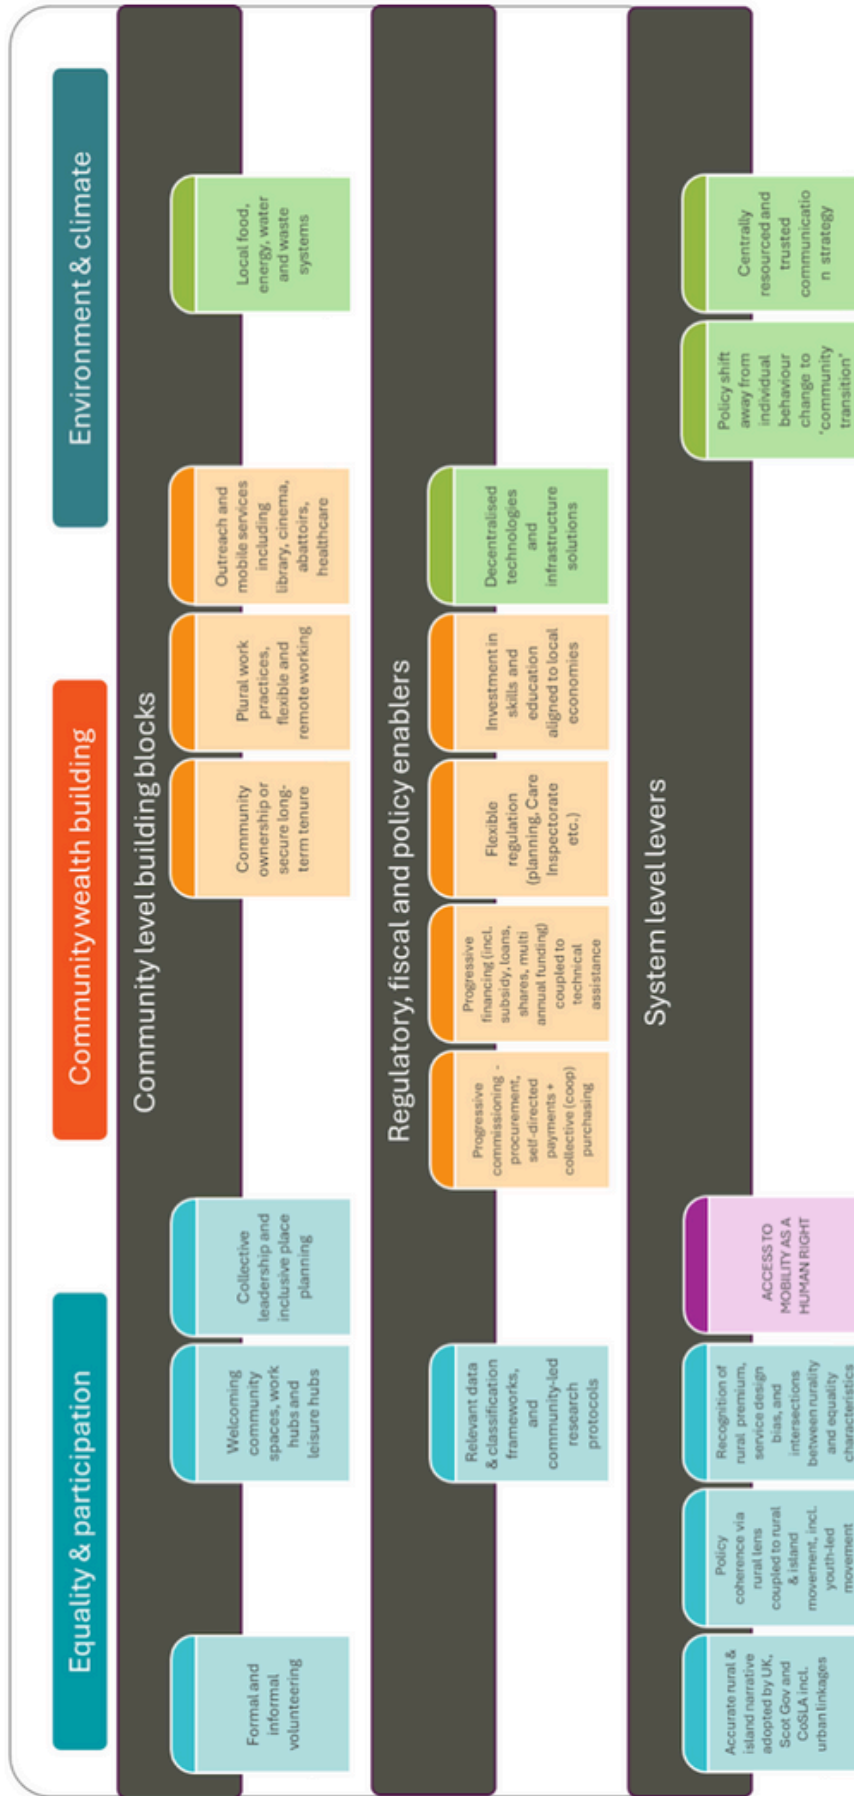 Equality & participation
Community wealth building
Environment & climate
Community level building blocks
Formal and
informal
volunteering
Welcoming
community
spaces, work
hubs and
leisure hubs
Collective
leadership and
inclusive place
planning
Community
ownership or
secure long-
term tenure
Plural work
practices,
flexible and
remote working
Outreach and
mobile services
including
library, cinema,
abattoirs,
healthcare
Local food,
energy, water
and waste
systems
Regulatory, fiscal and policy enablers
Relevant data
& classification
frameworks,
and
community-led
research
protocols
Progressive
commissioning -
procurement,
self-directed
payments +
collective (coop)
purchasing
Progressive
financing (incl.
subsidy, loans,
shares, multi
annual funding)
coupled to
technical
assistance
Flexible
regulation
(planning, Care
Inspectorate
etc.)
Investment in
skills and
education
aligned to local
economies
Decentralised
technologies
and
infrastructure
solutions
System level levers
Accurate rural &
island narrative
adopted by UK,
Scot Gov and
CoSLA incl.
urban linkages
Policy
coherence via
rural lens
coupled to rural
& island
movement, incl.
youth-led
movement
Recognition of
rural premium,
service design
bias, and
intersections
between rurality
and equality
characteristics
ACCESS TO
MOBILITY AS A
HUMAN RIGHT
Policy shift
away from
individual
behaviour
change to
'community
transition'
Centrally
resourced and
trusted
communicatio
n strategy